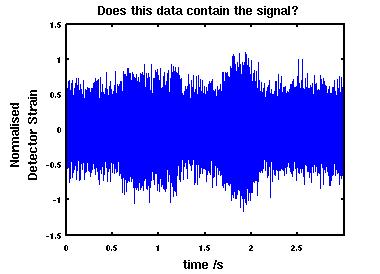 Does this data contain the signal?
Normalised
Detector Strain
1.5
1
0.5
0
-0.5
-1
-1.5
0 0.5 1 1.5 2 2.5
time /s